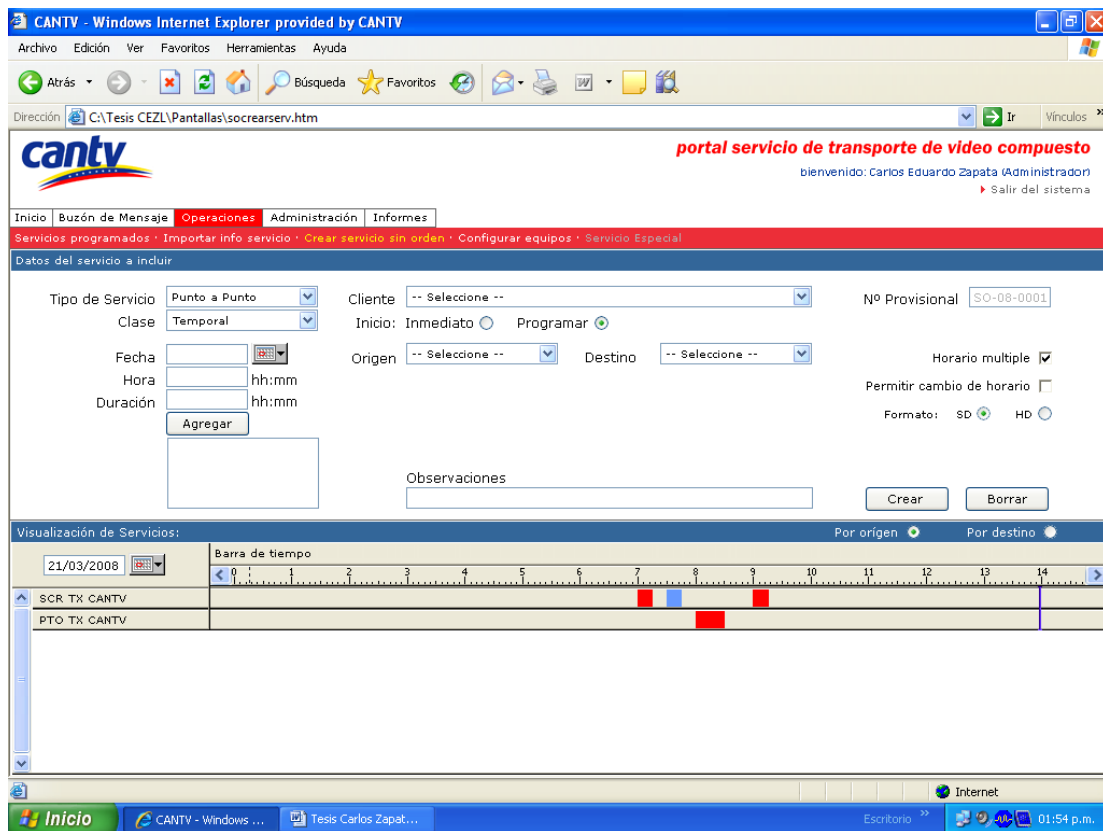 CANTV - Windows Internet Explorer provided by CANTV
Archivo Edición Ver Favoritos Herramientas Ayuda
Atrás Búsqueda Favoritos
Dirección C:\Tesis CEZL\Pantallas\socrearserv.htm Ir Vínculos »
cantv
portal servicio de transporte de video compuesto
bienvenido: Carlos Eduardo Zapata (Administrador)
Salir del sistema
Inicio Buzón de Mensaje Operaciones Administración Informes
Servicios programados · Importar info servicio · Crear servicio sin orden · Configurar equipos · Servicio Especial
Datos del servicio a incluir
Tipo de Servicio Punto a Punto Cliente -- Seleccione -- Nº Provisional SO-08-0001
Clase Temporal Inicio: Inmediato Programar
Fecha Origen -- Seleccione -- Destino -- Seleccione -- Horario multiple
Hora hh:mm Permitir cambio de horario
Duración hh:mm Formato: SD HD
Agregar
Observaciones
Crear Borrar
Visualización de Servicios: Por orígen Por destino
Barra de tiempo
21/03/2008 0 1 2 3 4 5 6 7 8 9 10 11 12 13 14
SCR TX CANTV
PTO TX CANTV
Internet
Inicio CANTV - Windows ... Tesis Carlos Zapat... Escritorio » 01:54 p.m.